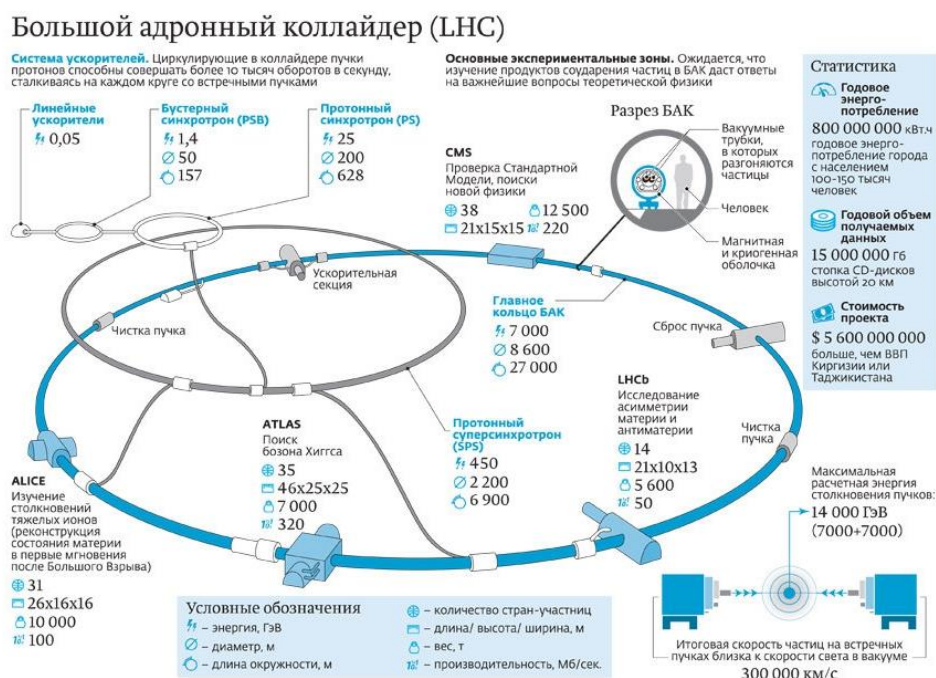 Большой адронный коллайдер (LHC)
Система ускорителей. Циркулирующие в коллайдере пучки
протонов способны совершать более 10 тысяч оборотов в секунду,
сталкиваясь на каждом круге со встречными пучками
Основные экспериментальные зоны. Ожидается, что
изучение продуктов соударения частиц в БАК даст ответы
на важнейшие вопросы теоретической физики
Линейные
ускорители
0,05
Бустерный
синхротрон (PSB)
1,4
50
157
Протонный
синхротрон (PS)
25
200
628
CMS
Проверка Стандартной
Модели, поиски
новой физики
38 12 500
21x15x15 220
Разрез БАК
Вакуумные
трубки,
в которых
разгоняются
частицы
Человек
Магнитная
и криогенная
оболочка
Статистика
Годовое
энерго-
потребление
800 000 000 кВт.ч
годовое энерго-
потребление города
с населением
100-150 тысяч
человек
Годовой объем
получаемых
данных
15 000 000 Гб
стопка CD-дисков
высотой 20 км
Стоимость
проекта
$ 5 600 000 000
больше, чем ВВП
Киргизии или
Таджикистана
Ускорительная
секция
Чистка пучка
Главное
кольцо БАК
7 000
8 600
27 000
Сброс пучка
LHCb
Исследование
асимметрии
материи и
антиматерии
14
21x10x13
5 600
50
Чистка
пучка
ATLAS
Поиск
бозона Хиггса
35
46x25x25
7 000
320
Протонный
суперсинхротрон
(SPS)
450
2 200
6 900
ALICE
Изучение
столкновений
тяжелых ионов
(реконструкция
состояния материи
в первые мгновения
после Большого Взрыва)
31
26x16x16
10 000
100
Максимальная
расчетная энергия
столкновения пучков:
14 000 ГэВ
(7000+7000)
Итоговая скорость частиц на встречных
пучках близка к скорости света в вакууме
300 000 км/с
Условные обозначения
– энергия, ГэВ
– диаметр, м
– длина окружности, м
– количество стран-участниц
– длина/ высота/ ширина, м
– вес, т
– производительность, Мб/сек.